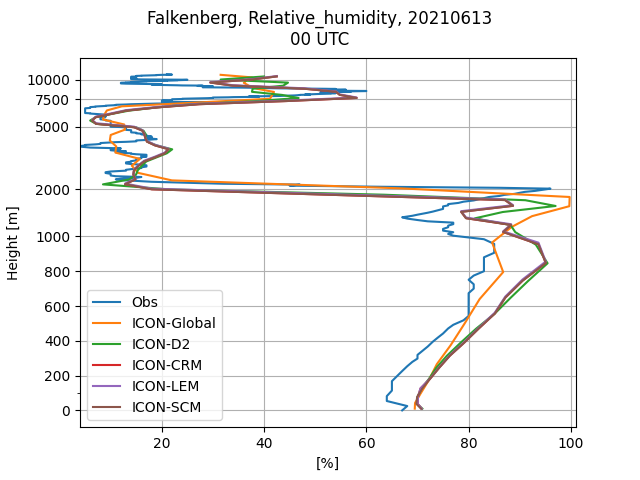 Falkenberg, Relative_humidity, 20210613
00 UTC
Height [m]
10000
7500
5000
2000
1000
800
600
400
200
0
Obs
ICON-Global
ICON-D2
ICON-CRM
ICON-LEM
ICON-SCM
20 40 60 80 100
[%]